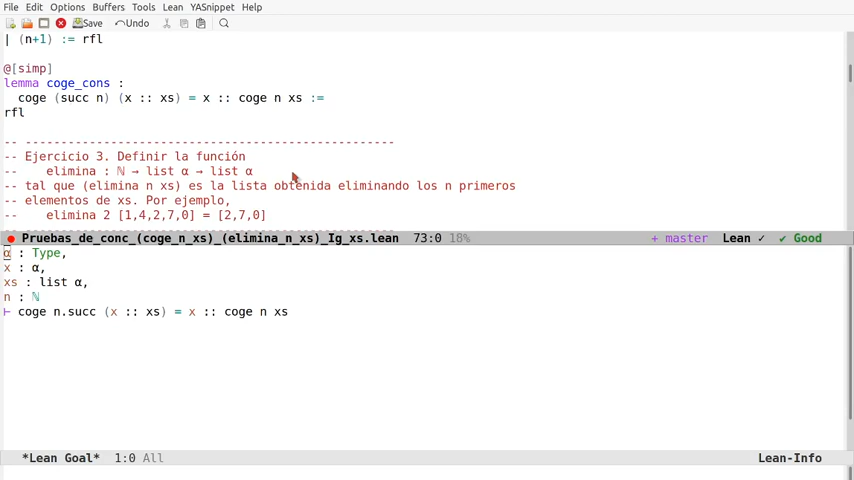 File Edit Options Buffers Tools Lean YASnippet Help
Save Undo
| (n+1) := rfl
@[simp]
lemma coge_cons :
coge (succ n) (x :: xs) = x :: coge n xs :=
rfl
-- ----------------------------------------------------
-- Ejercicio 3. Definir la función
-- elimina : ℕ → list α → list α
-- tal que (elimina n xs) es la lista obtenida eliminando los n primeros
-- elementos de xs. Por ejemplo,
-- elimina 2 [1,4,2,7,0] = [2,7,0]
-- ----------------------------------------------------
Pruebas_de_conc_(coge_n_xs)_(elimina_n_xs)_Ig_xs.lean 73:0 18% + master Lean ✓ ✔ Good
α : Type,
x : α,
xs : list α,
n : ℕ
⊢ coge n.succ (x :: xs) = x :: coge n xs
*Lean Goal* 1:0 All Lean-Info